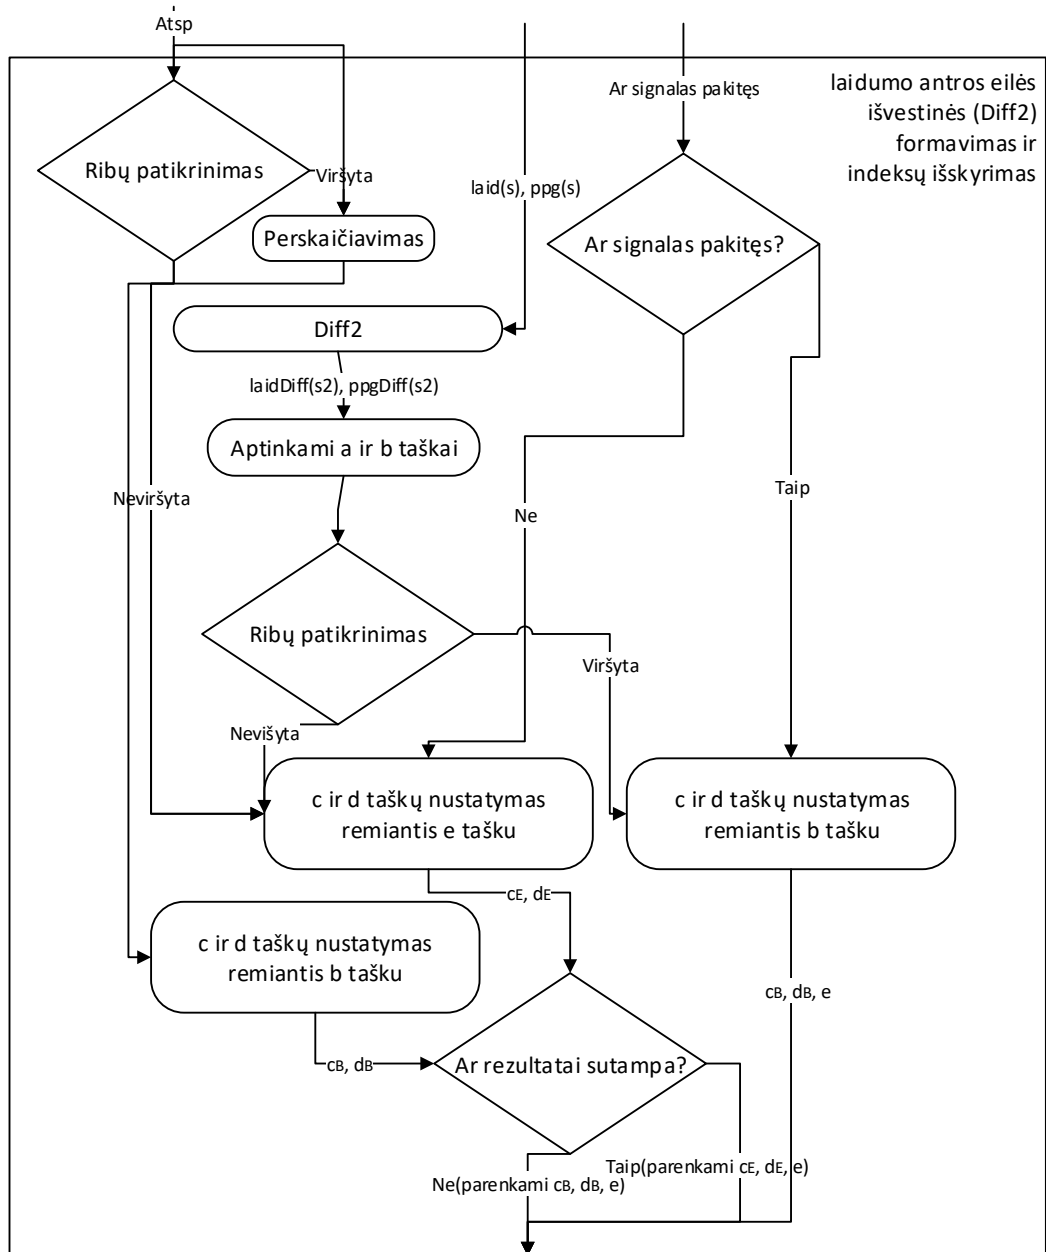 Atsp
laidumo antros eilės
išvestinės (Diff2)
formavimas ir
indeksų išskyrimas
Ar signalas pakitęs
Ribų patikrinimas
Viršyta
laid(s), ppg(s)
Perskaičiavimas
Ar signalas pakitęs?
Diff2
laidDiff(s2), ppgDiff(s2)
Aptinkami a ir b taškai
Neviršyta
Ne
Taip
Ribų patikrinimas
Viršyta
Nevišyta
c ir d taškų nustatymas
remiantis e tašku
c ir d taškų nustatymas
remiantis b tašku
cE, dE
c ir d taškų nustatymas
remiantis b tašku
cB, dB, e
cB, dB
Ar rezultatai sutampa?
Taip(parenkami cE, dE, e)
Ne(parenkami cB, dB, e)